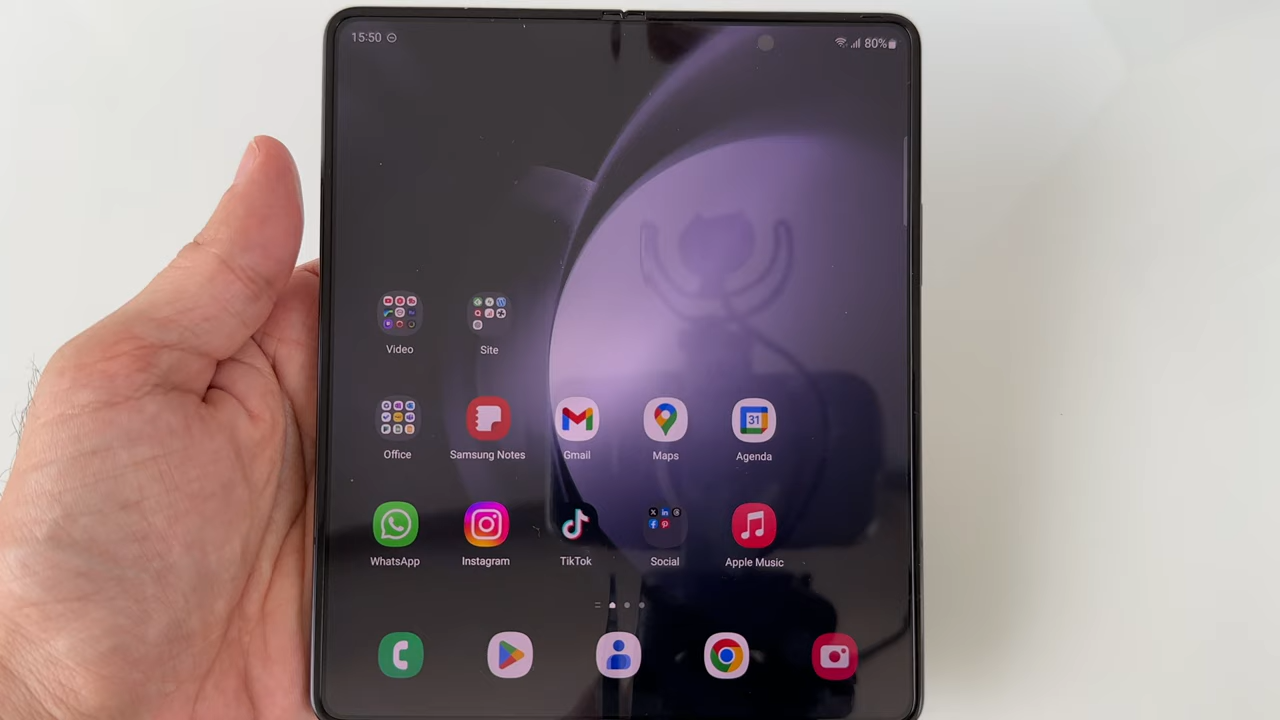 15:50
80%
Video
Site
Office
Samsung Notes
Gmail
Maps
31
Agenda
WhatsApp
Instagram
TikTok
Social
Apple Music